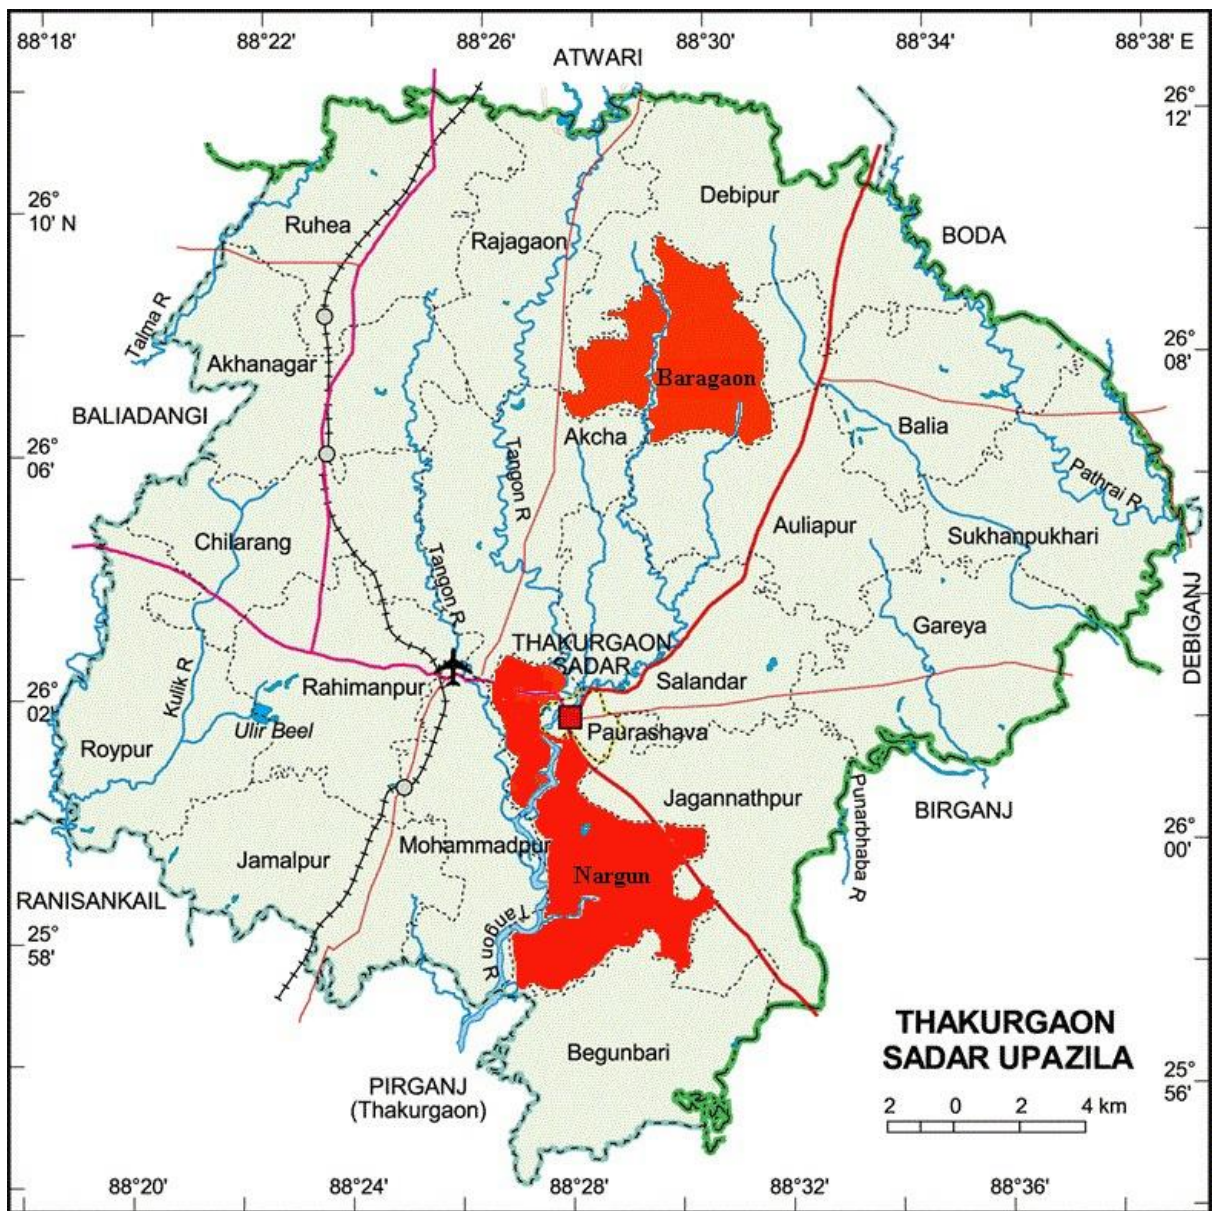 88°18'
88°22'
88°26'
88°30'
88°34'
88°38' E
ATWARI
26°
12'
26°
10' N
Debipur
Ruhea
Rajagaon
BODA
Talma R
26°
08'
Akhanagar
Baragaon
BALIADANGI
Akcha
Balia
26°
06'
Tangon R
Pathrai R
Auliapur
Chilarang
Sukhanpukhari
Tangon R
DEBIGANJ
Gareya
THAKURGAON
SADAR
Kulik R
Rahimanpur
Salandar
26°
02'
Ulir Beel
Paurashava
Roypur
Jagannathpur
Punarbhaba R
BIRGANJ
Mohammadpur
26°
00'
Jamalpur
Nargun
RANISANKAIL
Tangon R
25°
58'
THAKURGAON
SADAR UPAZILA
Begunbari
PIRGANJ
(Thakurgaon)
25°
56'
2 0 2 4 km
88°20'
88°24'
88°28'
88°32'
88°36'